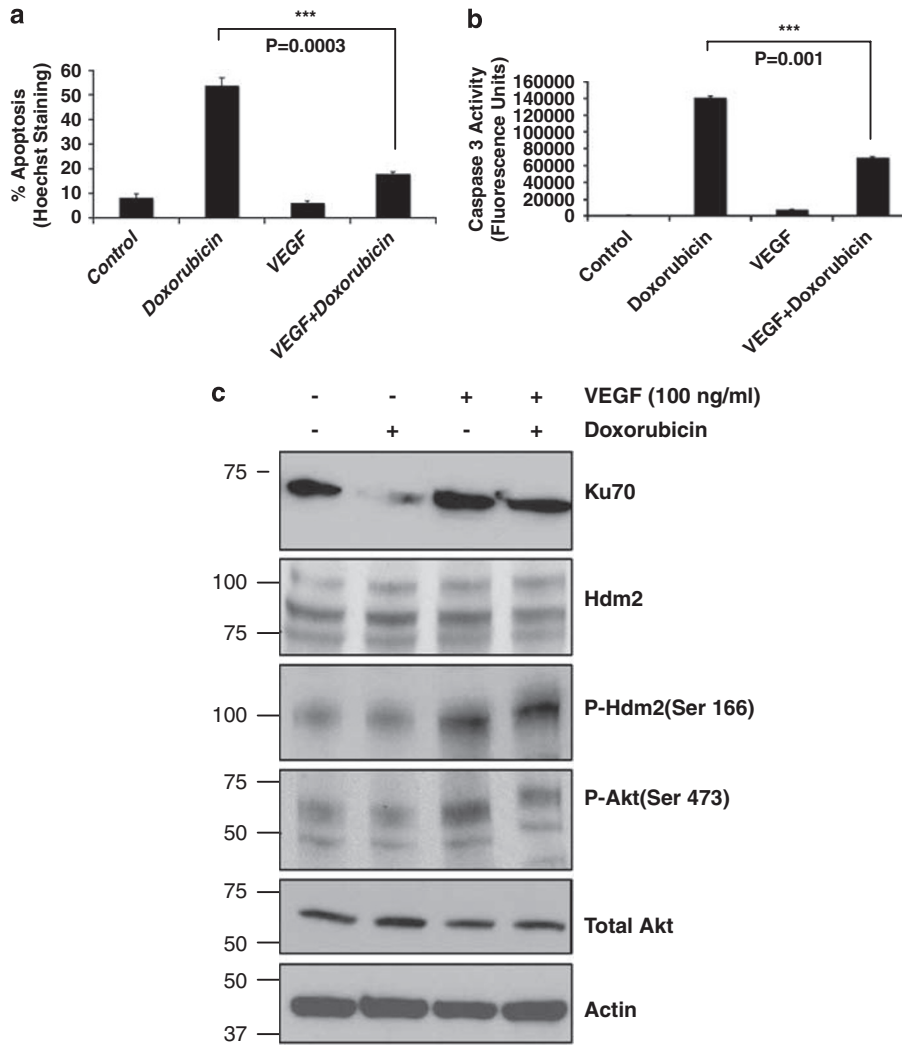 a
***
P=0.0003
% Apoptosis
(Hoechst Staining)
60
50
40
30
20
10
0
Control
Doxorubicin
VEGF
VEGF+Doxorubicin
b
***
P=0.001
Caspase 3 Activity
(Fluorescence Units)
160000
140000
120000
100000
80000
60000
40000
20000
0
Control
Doxorubicin
VEGF
VEGF+Doxorubicin
c
- - + + VEGF (100 ng/ml)
- + - + Doxorubicin
75
Ku70
100
75
Hdm2
100
P-Hdm2(Ser 166)
75
50
P-Akt(Ser 473)
75
50
Total Akt
50
37
Actin